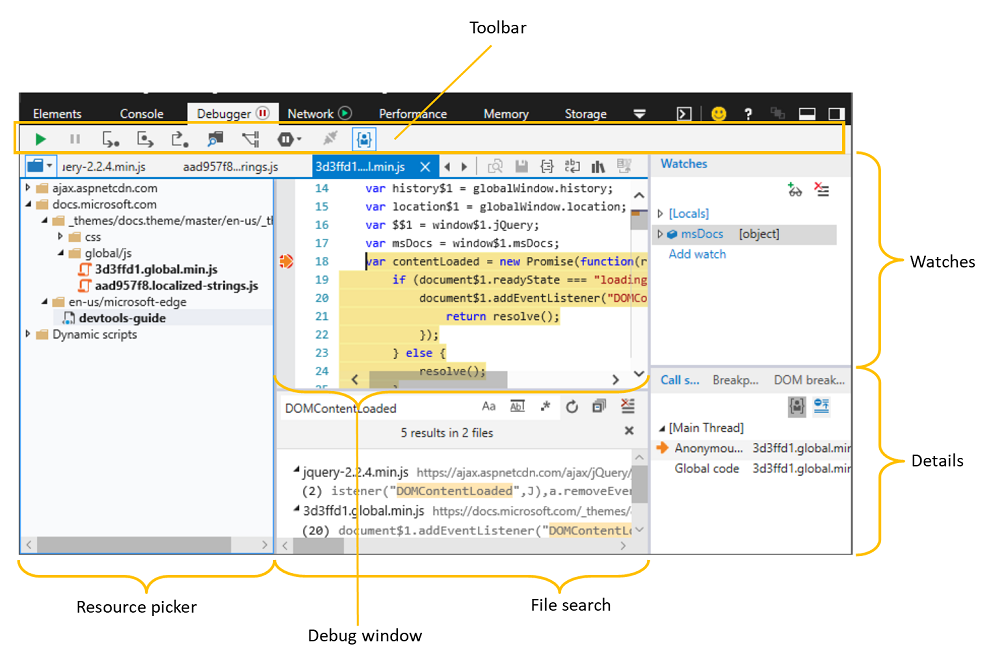 Toolbar
Elements Console Debugger Network Performance Memory Storage
?
uery-2.2.4.min.js aad957f8...rings.js 3d3ffd1....l.min.js
ajax.aspnetcdn.com
docs.microsoft.com
_themes/docs.theme/master/en-us/_tl
css
global/js
3d3ffd1.global.min.js
aad957f8.localized-strings.js
en-us/microsoft-edge
devtools-guide
Dynamic scripts
14 var history$1 = globalWindow.history;
15 var location$1 = globalWindow.location;
16 var $$1 = window$1.jQuery;
17 var msDocs = window$1.msDocs;
18 var contentLoaded = new Promise(function(r
19 if (document$1.readyState === "loading
20 document$1.addEventListener("DOMCo
21 return resolve();
22 });
23 } else {
24 resolve();
25 }
DOMContentLoaded Aa Abl .*
5 results in 2 files
jquery-2.2.4.min.js https://ajax.aspnetcdn.com/ajax/jQuery/
(2) istener("DOMContentLoaded",J),a.removeEve
3d3ffd1.global.min.js https://docs.microsoft.com/_themes/
(20) document$1.addEventListener("DOMContentL
Watches
[Locals]
msDocs [object]
Add watch
Call s... Breakp... DOM break...
[Main Thread]
Anonymou... 3d3ffd1.global.min
Global code 3d3ffd1.global.min
Watches
Details
Resource picker
File search
Debug window